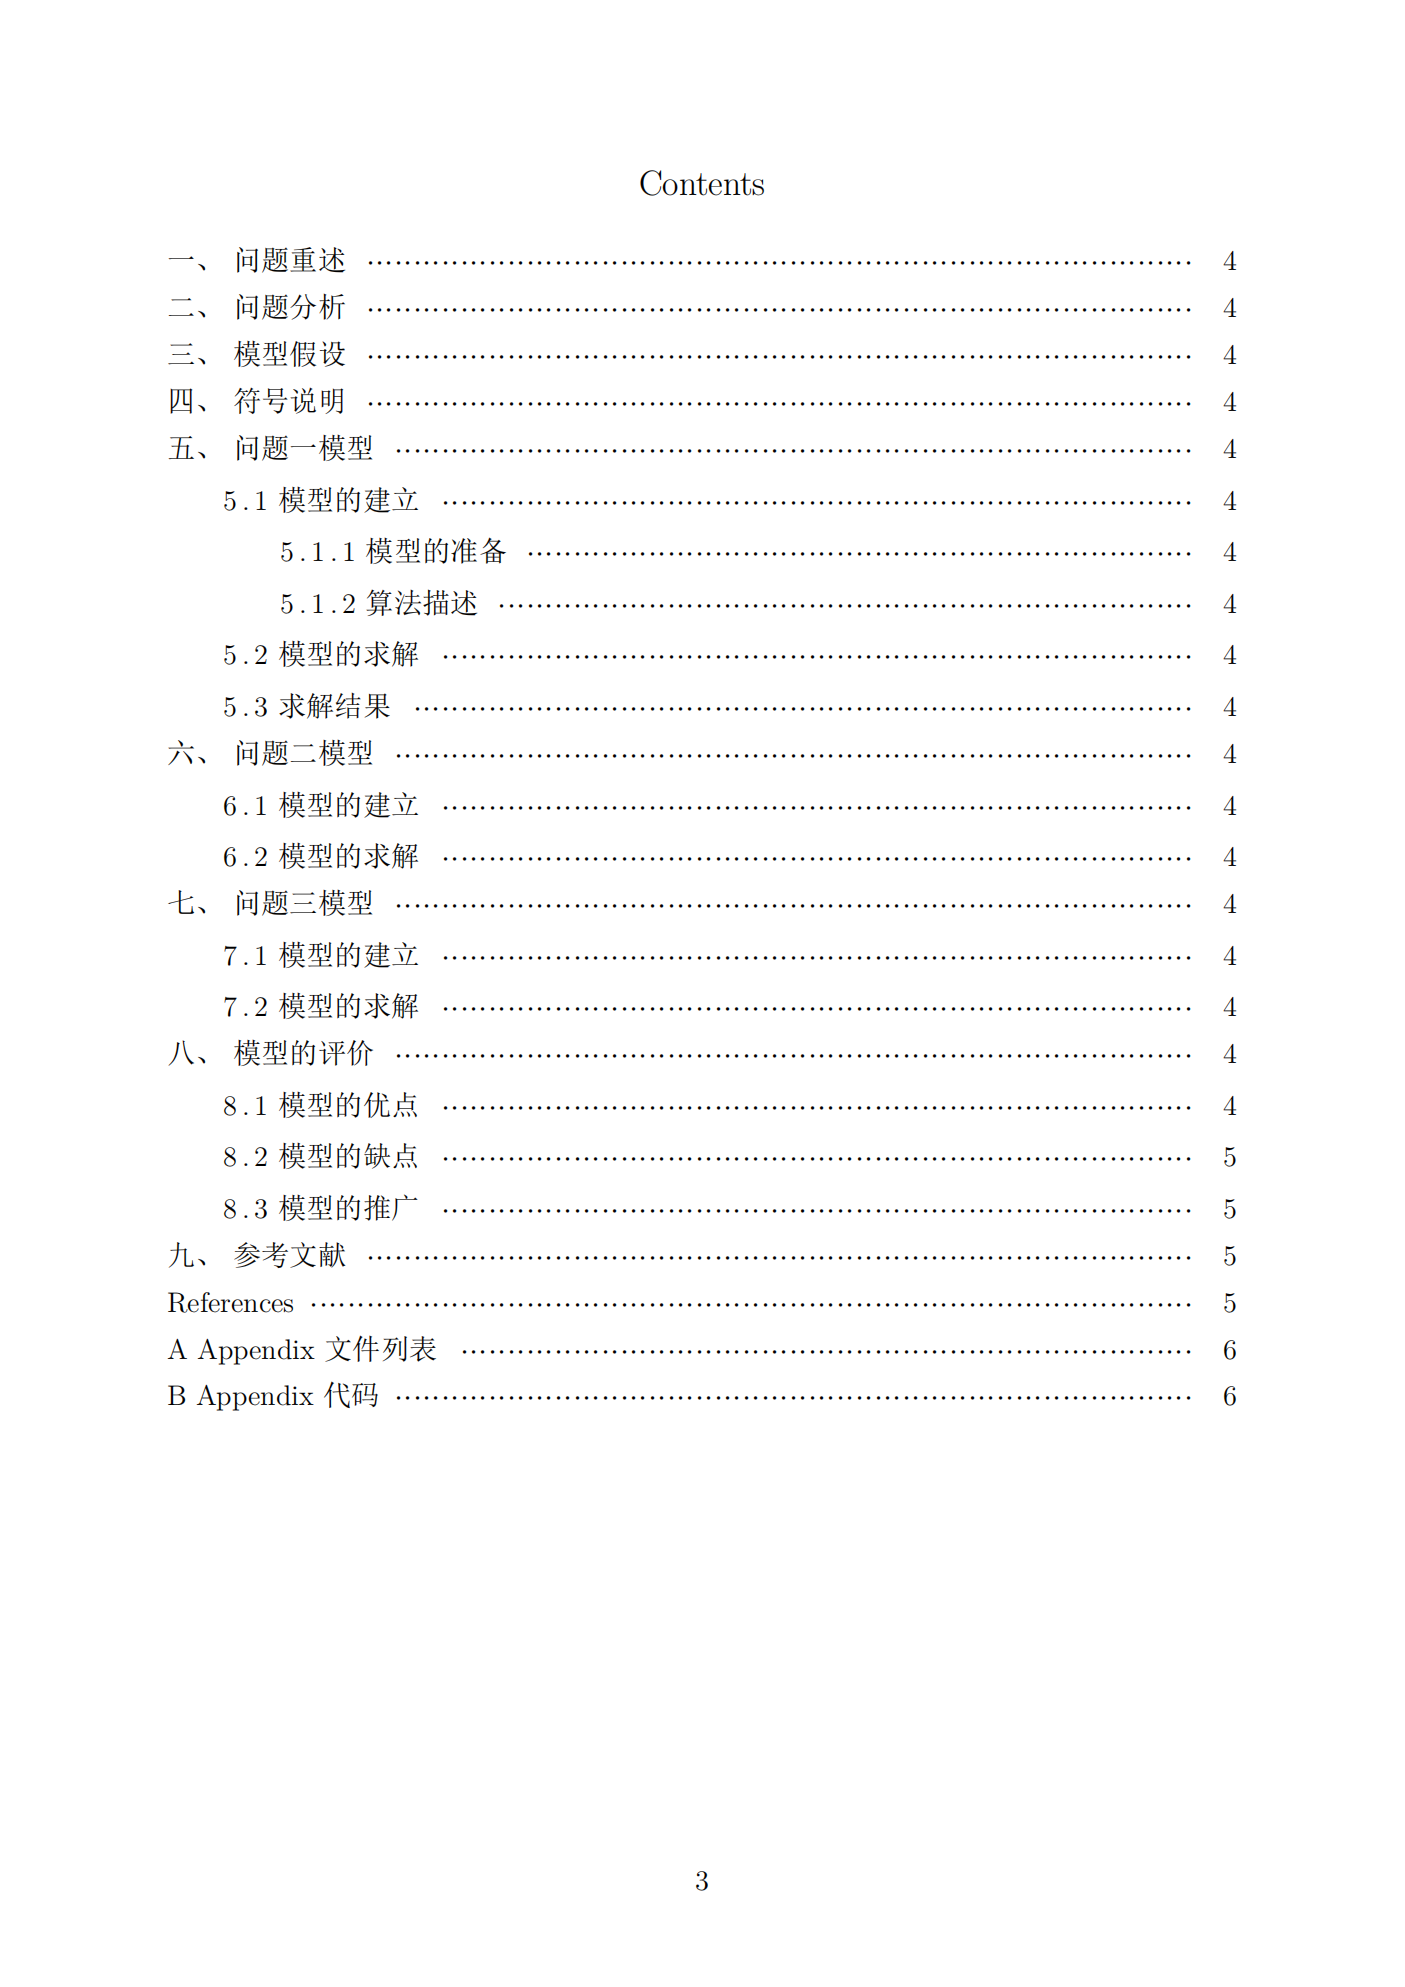 Contents
一、 问题重述 ································ 4
二、 问题分析 ································ 4
三、 模型假设 ································ 4
四、 符号说明 ································ 4
五、 问题一模型 ································ 4
5.1 模型的建立 ································ 4
5.1.1 模型的准备 ································ 4
5.1.2 算法描述 ································ 4
5.2 模型的求解 ································ 4
5.3 求解结果 ································ 4
六、 问题二模型 ································ 4
6.1 模型的建立 ································ 4
6.2 模型的求解 ································ 4
七、 问题三模型 ································ 4
7.1 模型的建立 ································ 4
7.2 模型的求解 ································ 4
八、 模型的评价 ································ 4
8.1 模型的优点 ································ 4
8.2 模型的缺点 ································ 5
8.3 模型的推广 ································ 5
九、 参考文献 ································ 5
References ································ 5
A Appendix 文件列表 ································ 6
B Appendix 代码 ································ 6
3